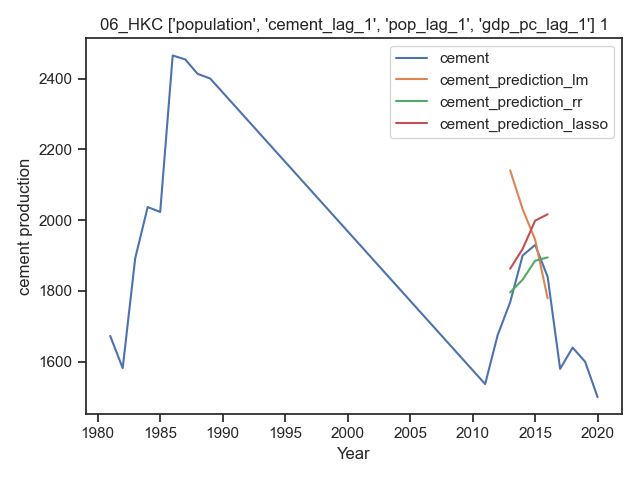 06_HKC ['population', 'cement_lag_1', 'pop_lag_1', 'gdp_pc_lag_1'] 1
cement
cement_prediction_lm
cement_prediction_rr
cement_prediction_lasso
cement production
2400
2200
2000
1800
1600
1980
1985
1990
1995
2000
2005
2010
2015
2020
Year